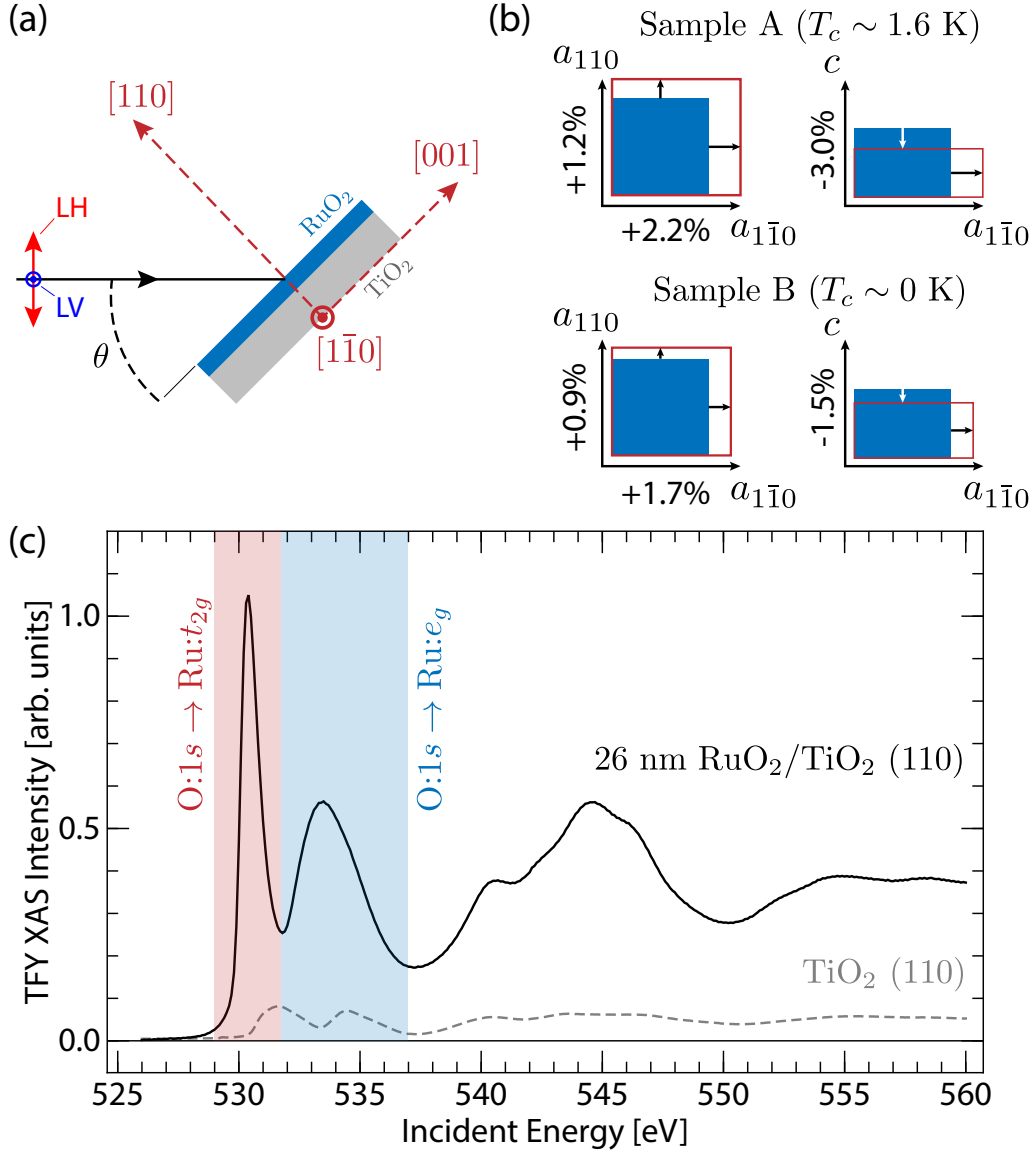 (a)
[110]
[001]
LH
LV
RuO₂
TiO₂
θ
[11̅0]
(b)
Sample A (T_c ∼ 1.6 K)
a₁₁₀
+1.2%
+2.2%
a₁₁̅₀
c
-3.0%
a₁₁̅₀
Sample B (T_c ∼ 0 K)
a₁₁₀
+0.9%
+1.7%
a₁₁̅₀
c
-1.5%
a₁₁̅₀
(c)
TFY XAS Intensity [arb. units]
1.0
0.5
0.0
O:1s → Ru:t₂g
O:1s → Ru:e_g
26 nm RuO₂/TiO₂ (110)
TiO₂ (110)
525 530 535 540 545 550 555 560
Incident Energy [eV]